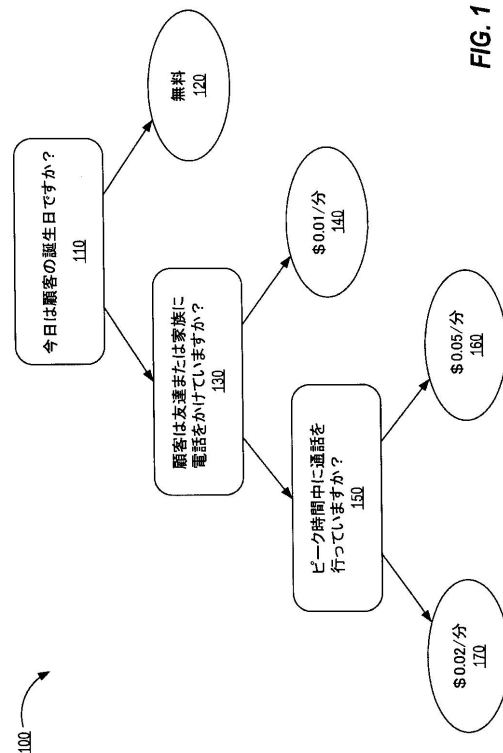 100
今日は顧客の誕生日ですか？
110
無料
120
顧客は友達または家族に
電話をかけていますか？
130
$0.01/分
140
ピーク時間中に通話を
行っていますか？
150
$0.05/分
160
$0.02/分
170
FIG. 1